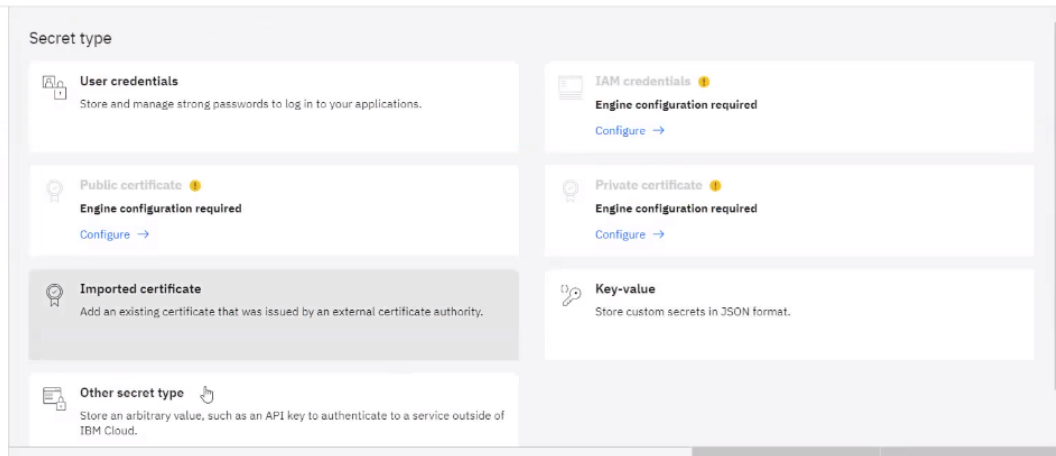 Secret type
User credentials
Store and manage strong passwords to log in to your applications.
IAM credentials
Engine configuration required
Configure →
Public certificate
Engine configuration required
Configure →
Private certificate
Engine configuration required
Configure →
Imported certificate
Add an existing certificate that was issued by an external certificate authority.
Key-value
Store custom secrets in JSON format.
Other secret type
Store an arbitrary value, such as an API key to authenticate to a service outside of
IBM Cloud.